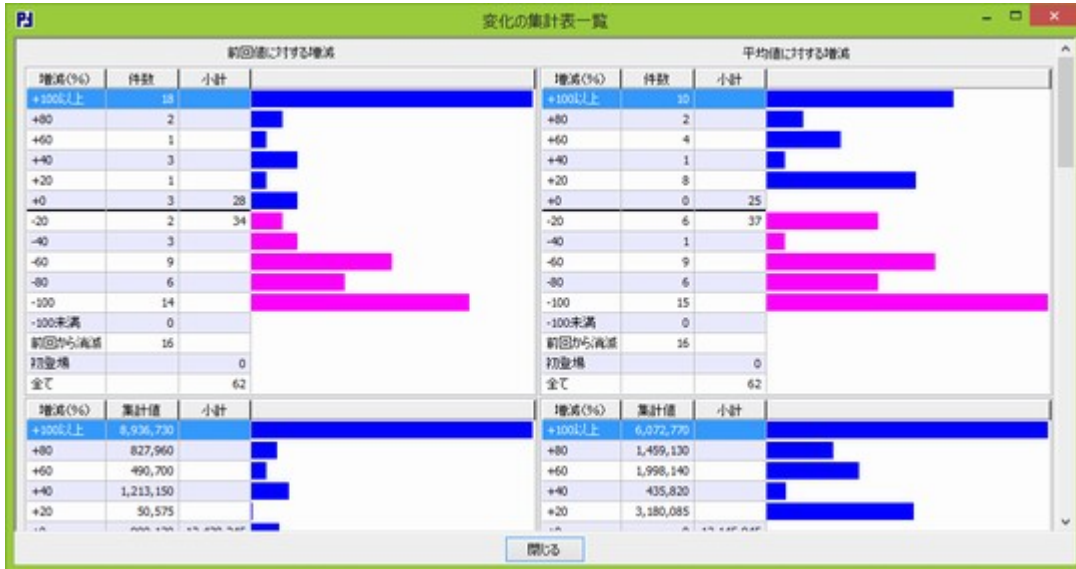 PJ 変化の集計表一覧
前回値に対する増減 平均値に対する増減
増減(%) 件数 小計 増減(%) 件数 小計
+100以上 18 +100以上 10
+80 2 +80 2
+60 1 +60 4
+40 3 +40 1
+20 1 +20 8
+0 3 28 +0 0 25
-20 2 34 -20 6 37
-40 3 -40 1
-60 9 -60 9
-80 6 -80 6
-100 14 -100 15
-100未満 0 -100未満 0
前回から消滅 16 前回から消滅 16
初登場 0 初登場 0
全て 62 全て 62
増減(%) 集計値 小計 増減(%) 集計値 小計
+100以上 8,936,730 +100以上 6,072,770
+80 827,960 +80 1,459,130
+60 490,700 +60 1,998,140
+40 1,213,150 +40 435,820
+20 50,575 +20 3,180,085
閉じる